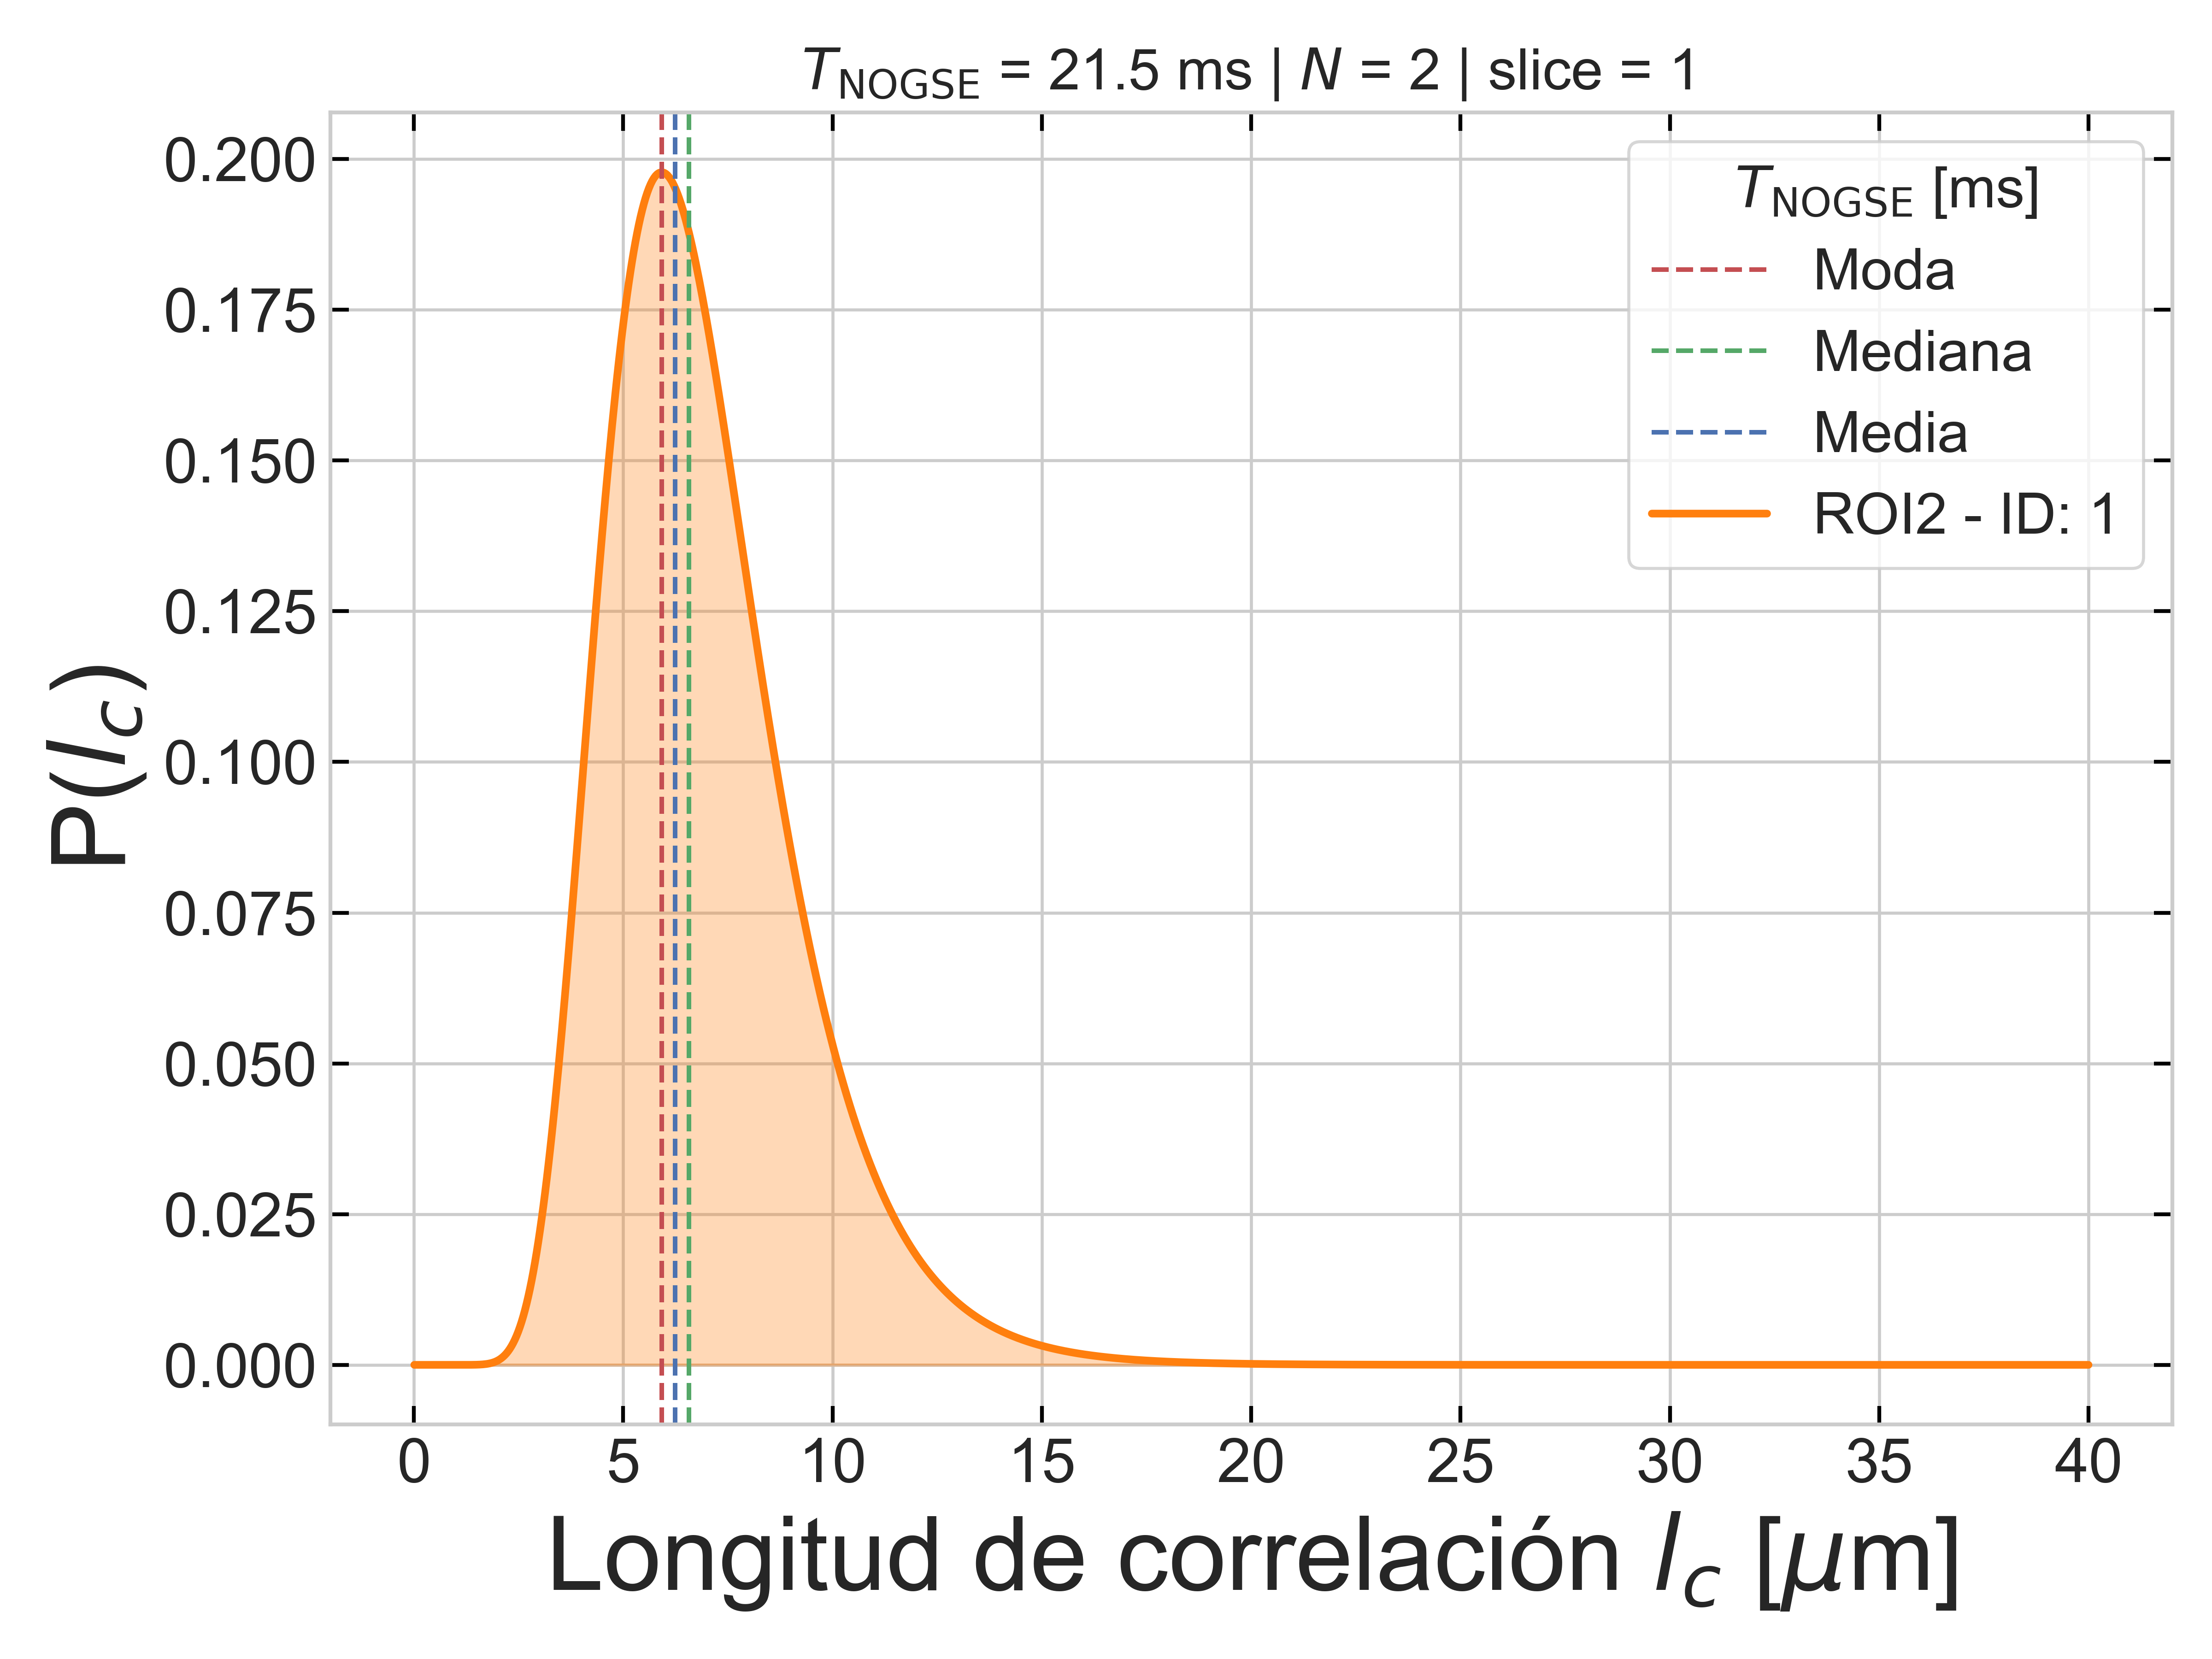 T_NOGSE = 21.5 ms | N = 2 | slice = 1
P(l_c)
0.200
0.175
0.150
0.125
0.100
0.075
0.050
0.025
0.000
T_NOGSE [ms]
Moda
Mediana
Media
ROI2 - ID: 1
0 5 10 15 20 25 30 35 40
Longitud de correlación l_c [μm]